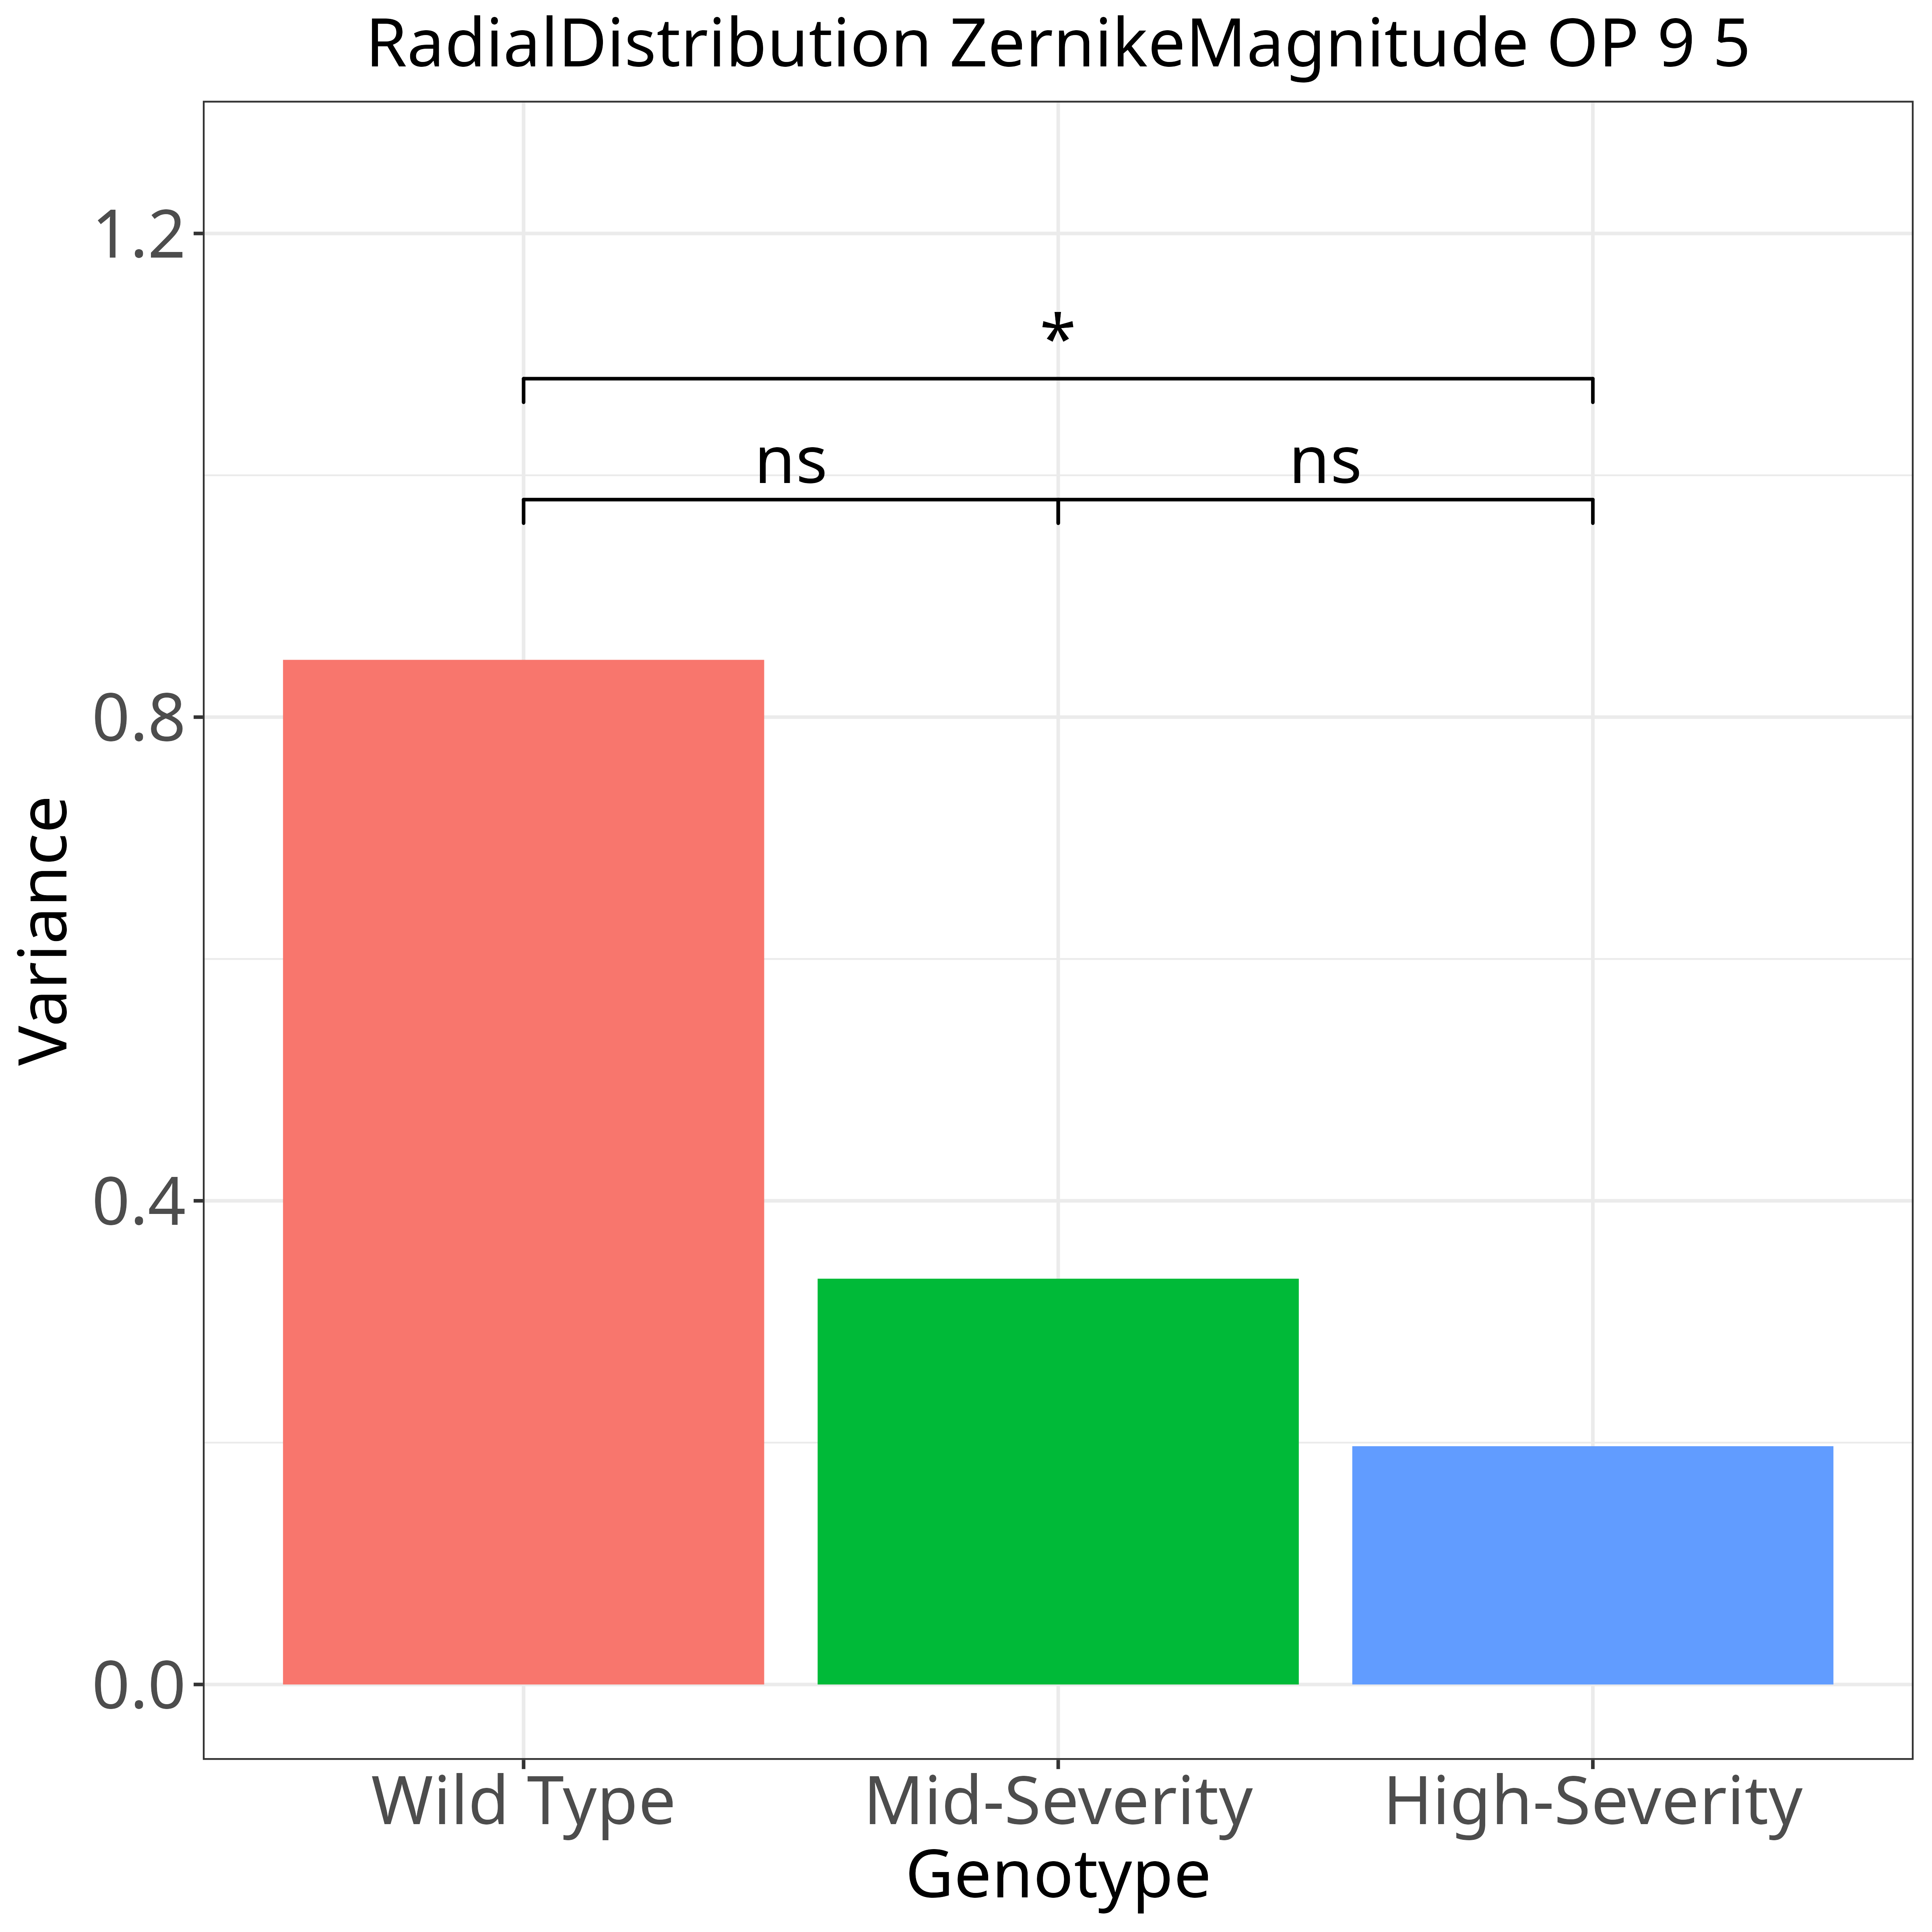 RadialDistribution ZernikeMagnitude OP 9 5
1.2
*
ns ns
0.8
Variance
0.4
0.0
Wild Type Mid-Severity High-Severity
Genotype